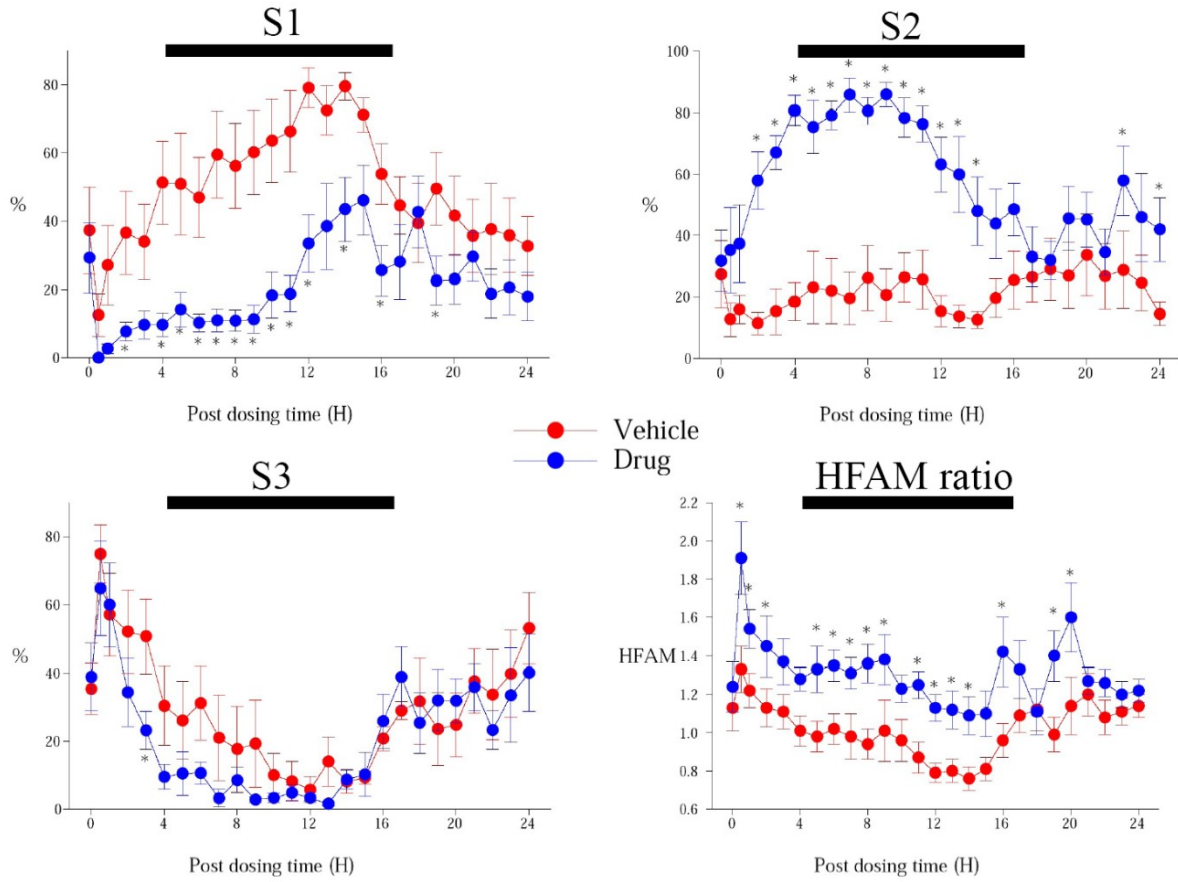 S1
80
60
40
20
0
%
0 4 8 12 16 20 24
Post dosing time (H)
* * * * * * * * * * * * *
S2
100
80
60
40
20
0
%
0 4 8 12 16 20 24
Post dosing time (H)
* * * * * * * * * * * * * * *
Vehicle
Drug
S3
80
60
40
20
0
%
0 4 8 12 16 20 24
Post dosing time (H)
*
HFAM ratio
2.2
2.0
1.8
1.6
1.4
1.2
1.0
0.8
0.6
HFAM
0 4 8 12 16 20 24
Post dosing time (H)
* * * * * * * * * * * * * * *